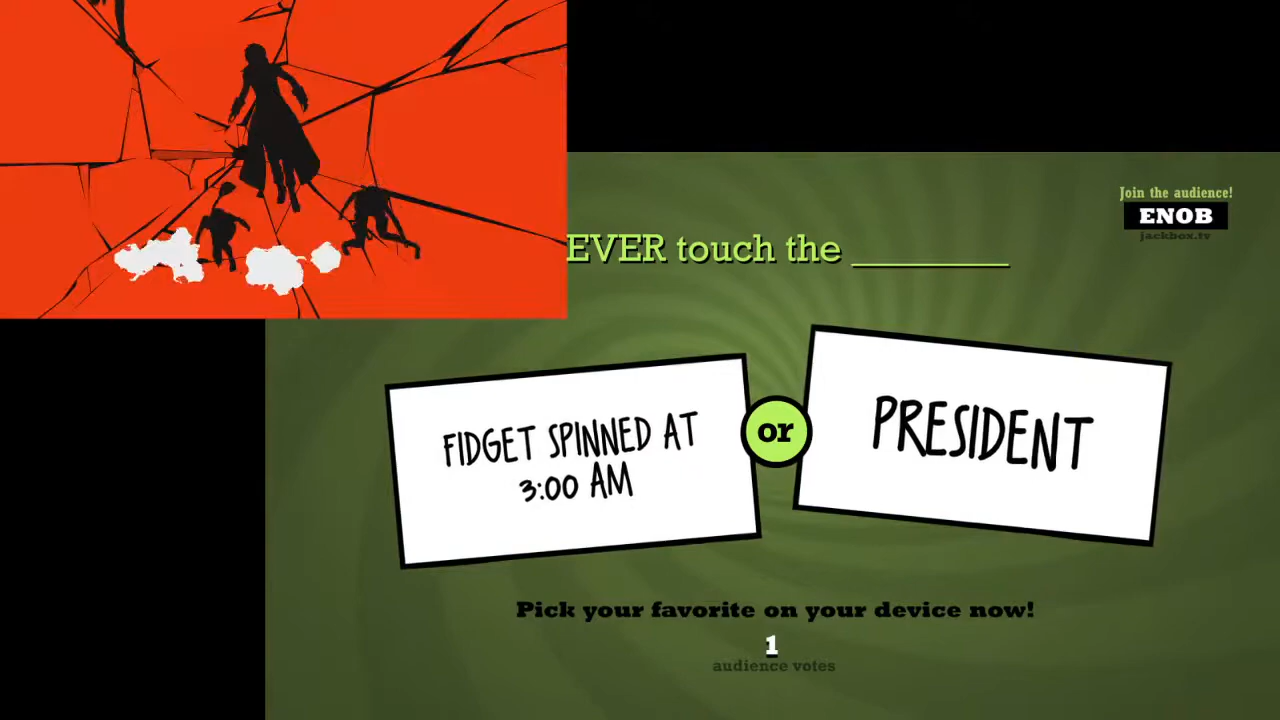 Join the audience!
ENOB
jackbox.tv
EVER touch the ________
FIDGET SPINNED AT
3:00 AM
or
PRESIDENT
Pick your favorite on your device now!
1
audience votes